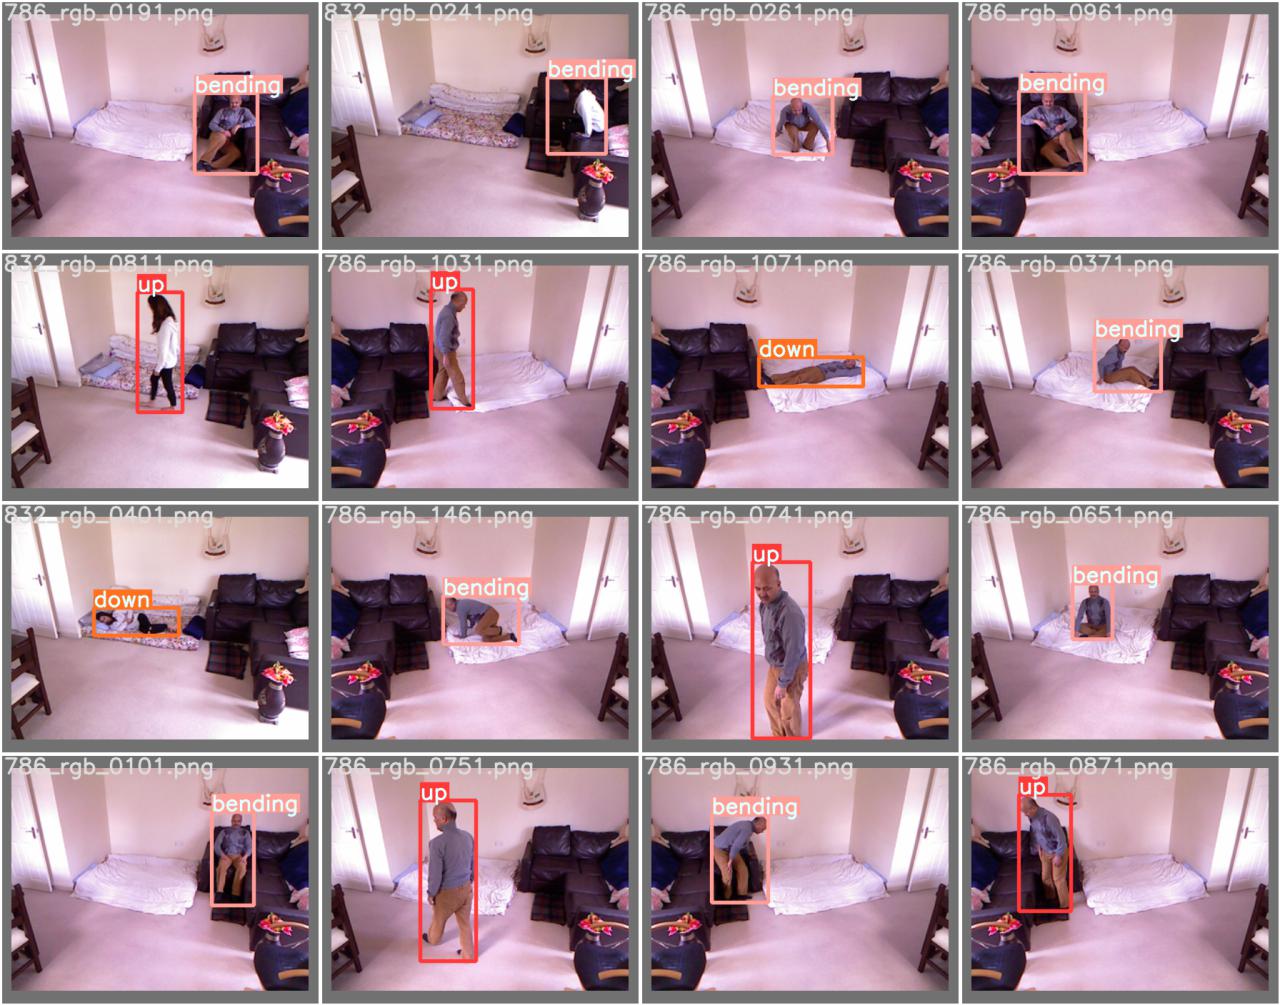 786_rgb_0191.png
832_rgb_0241.png
786_rgb_0261.png
786_rgb_0961.png
bending
bending
bending
bending
832_rgb_0811.png
786_rgb_1031.png
786_rgb_1071.png
786_rgb_0371.png
up
up
down
bending
832_rgb_0401.png
786_rgb_1461.png
786_rgb_0741.png
786_rgb_0651.png
down
bending
up
bending
786_rgb_0101.png
786_rgb_0751.png
786_rgb_0931.png
786_rgb_0871.png
bending
up
bending
up